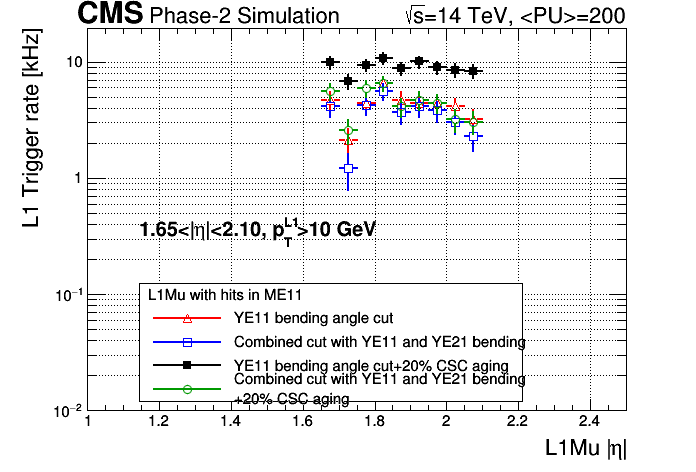 CMS Phase-2 Simulation √s=14 TeV, <PU>=200
L1 Trigger rate [kHz]
10
1
10⁻¹
10⁻²
1.65<|η|<2.10, p_T^L1>10 GeV
L1Mu with hits in ME11
YE11 bending angle cut
Combined cut with YE11 and YE21 bending
YE11 bending angle cut+20% CSC aging
Combined cut with YE11 and YE21 bending
+20% CSC aging
1 1.2 1.4 1.6 1.8 2 2.2 2.4
L1Mu |η|